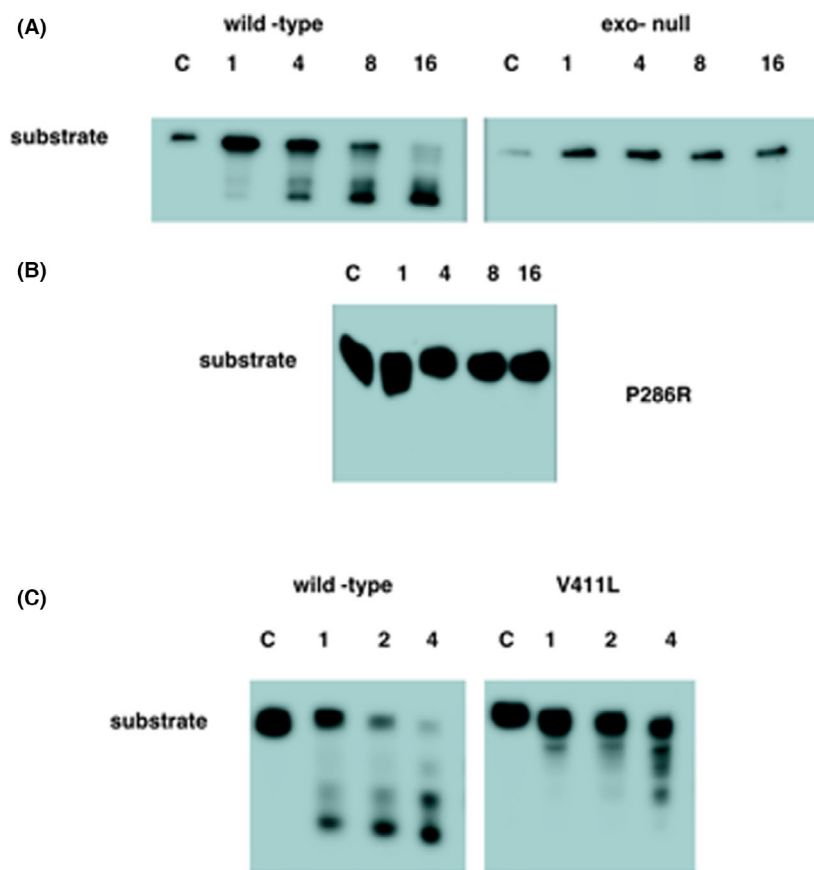 (A)
wild -type
exo- null
C 1 4 8 16
C 1 4 8 16
substrate
(B)
C 1 4 8 16
substrate
P286R
(C)
wild -type
V411L
C 1 2 4
C 1 2 4
substrate